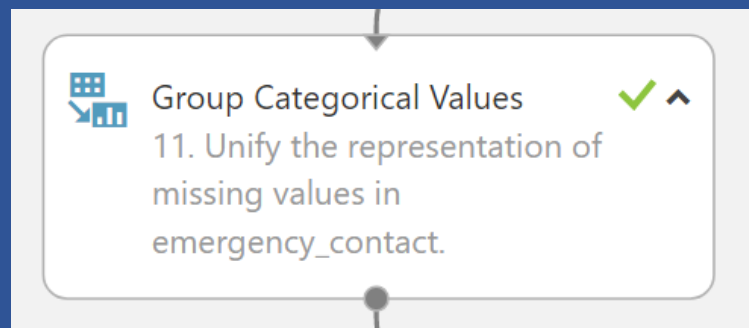 Group Categorical Values
11. Unify the representation of
missing values in
emergency_contact.